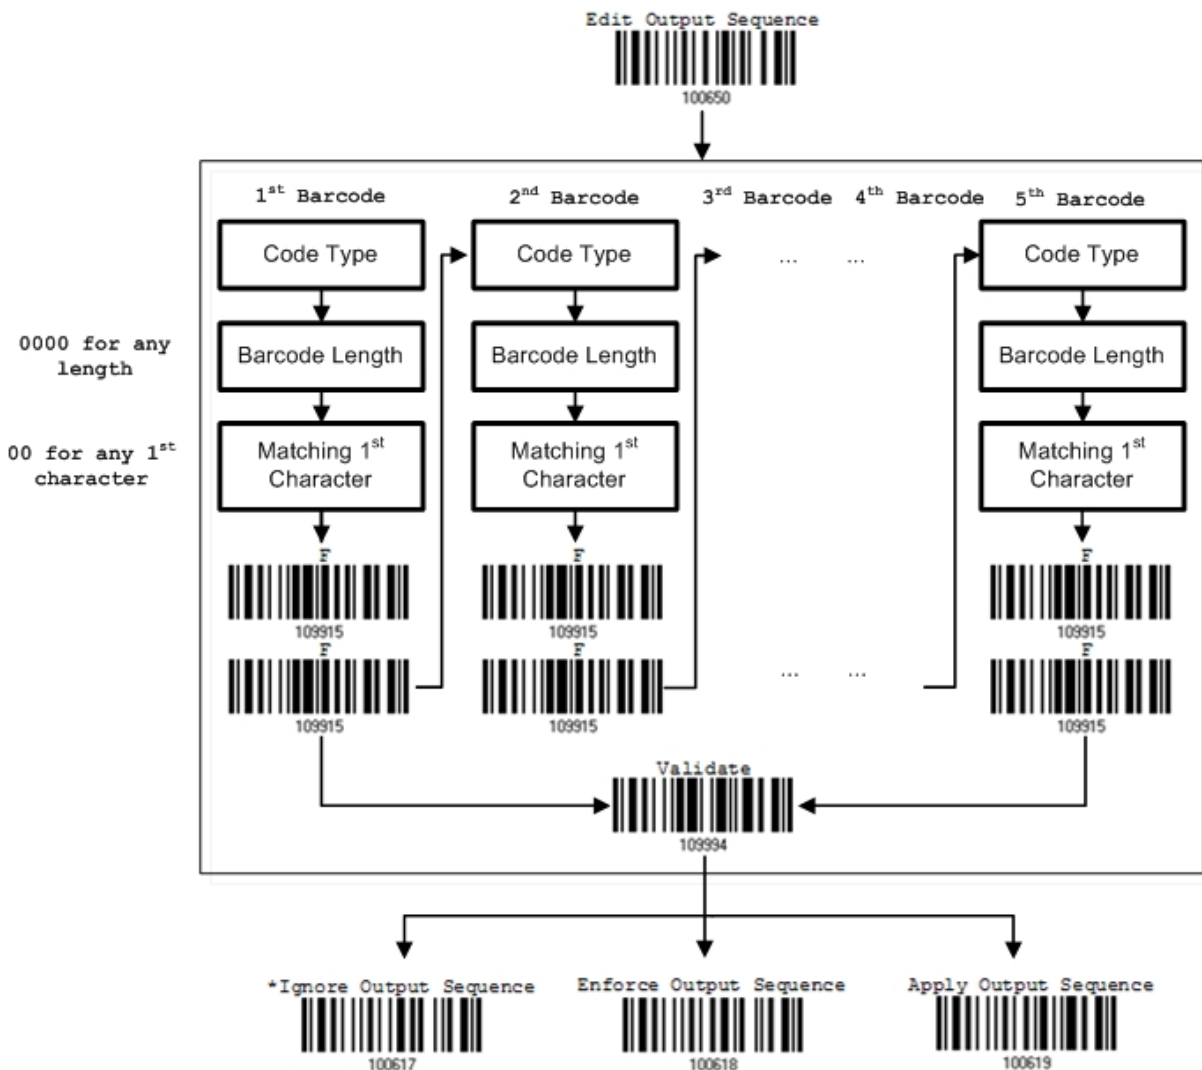 Edit Output Sequence
100650
1st Barcode 2nd Barcode 3rd Barcode 4th Barcode 5th Barcode
Code Type Code Type ... ... Code Type
0000 for any
length
Barcode Length Barcode Length Barcode Length
00 for any 1st
character
Matching 1st
Character
Matching 1st
Character
Matching 1st
Character
F F F
109915 109915 109915
F F F
... ...
109915 109915 109915
Validate
109994
*Ignore Output Sequence Enforce Output Sequence Apply Output Sequence
100617 100618 100619